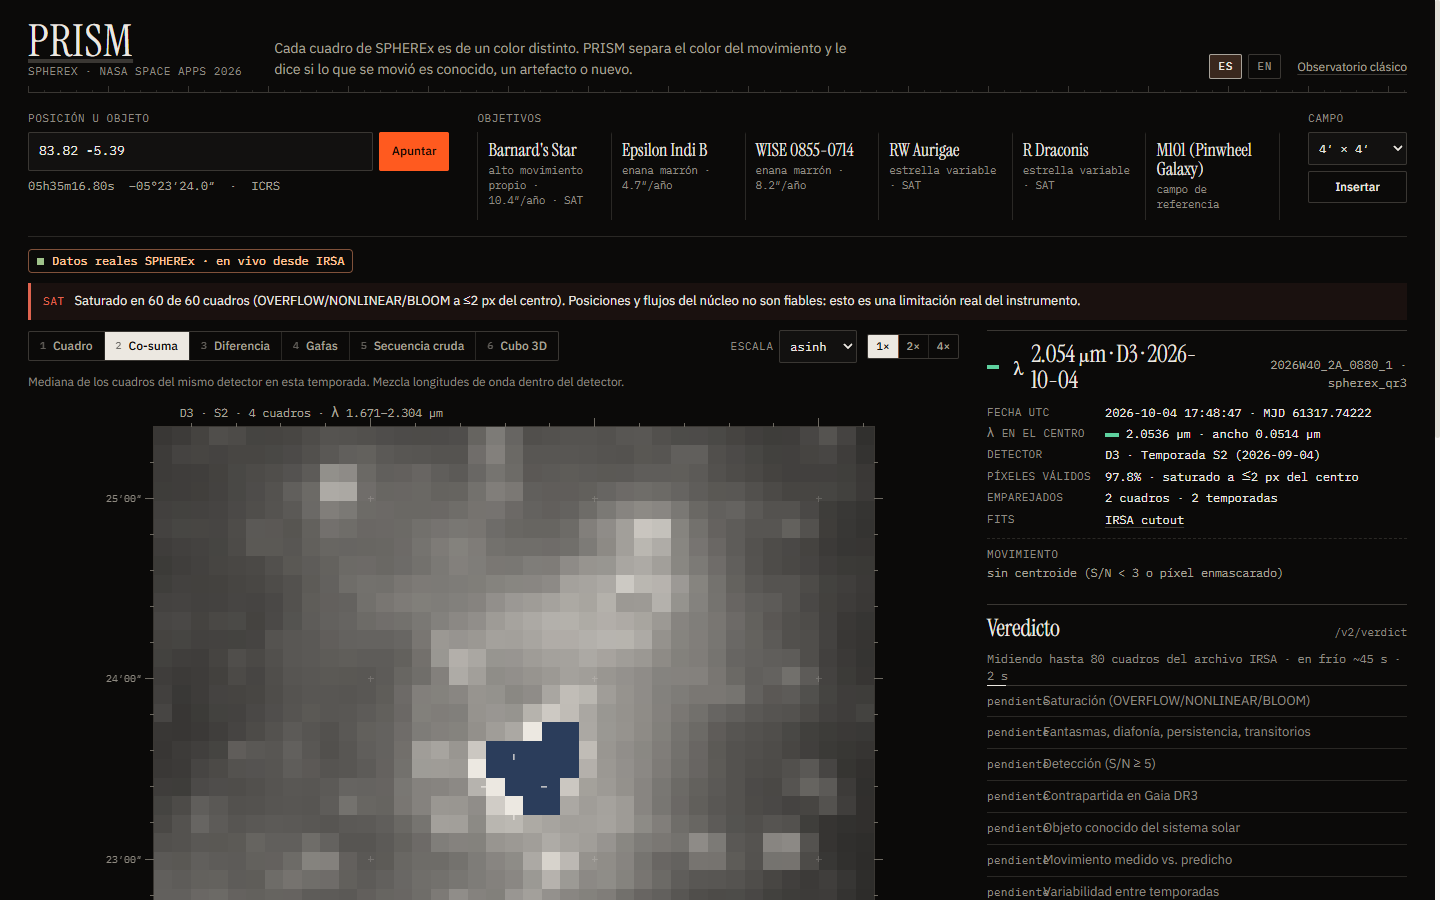 PRISM
SPHEREX · NASA SPACE APPS 2026
Cada cuadro de SPHEREx es de un color distinto. PRISM separa el color del movimiento y le
dice si lo que se movió es conocido, un artefacto o nuevo.
ES
EN
Observatorio clásico
POSICIÓN U OBJETO
83.82 -5.39
Apuntar
05h35m16.80s −05°23′24.0″ · ICRS
OBJETIVOS
Barnard's Star
alto movimiento
propio ·
10.4″/año · SAT
Epsilon Indi B
enana marrón ·
4.7″/año
WISE 0855-0714
enana marrón ·
8.2″/año
RW Aurigae
estrella variable
· SAT
R Draconis
estrella variable
· SAT
M101 (Pinwheel
Galaxy)
campo de
referencia
CAMPO
4′ × 4′
Insertar
Datos reales SPHEREx · en vivo desde IRSA
SAT Saturado en 60 de 60 cuadros (OVERFLOW/NONLINEAR/BLOOM a ≤2 px del centro). Posiciones y flujos del núcleo no son fiables: esto es una limitación real del instrumento.
1 Cuadro
2 Co-suma
3 Diferencia
4 Gafas
5 Secuencia cruda
6 Cubo 3D
ESCALA
asinh
1×
2×
4×
Mediana de los cuadros del mismo detector en esta temporada. Mezcla longitudes de onda dentro del detector.
D3 · S2 · 4 cuadros · λ 1.671–2.304 μm
25′00″
24′00″
23′00″
λ 2.054 μm · D3 · 2026-
10-04
2026W40_2A_0880_1 ·
spherex_qr3
FECHA UTC 2026-10-04 17:48:47 · MJD 61317.74222
λ EN EL CENTRO 2.0536 μm · ancho 0.0514 μm
DETECTOR D3 · Temporada S2 (2026-09-04)
PÍXELES VÁLIDOS 97.8% · saturado a ≤2 px del centro
EMPAREJADOS 2 cuadros · 2 temporadas
FITS IRSA cutout
MOVIMIENTO
sin centroide (S/N < 3 o píxel enmascarado)
Veredicto
/v2/verdict
Midiendo hasta 80 cuadros del archivo IRSA · en frío ~45 s ·
2 s
pendiente Saturación (OVERFLOW/NONLINEAR/BLOOM)
pendiente Fantasmas, diafonía, persistencia, transitorios
pendiente Detección (S/N ≥ 5)
pendiente Contrapartida en Gaia DR3
pendiente Objeto conocido del sistema solar
pendiente Movimiento medido vs. predicho
pendiente Variabilidad entre temporadas